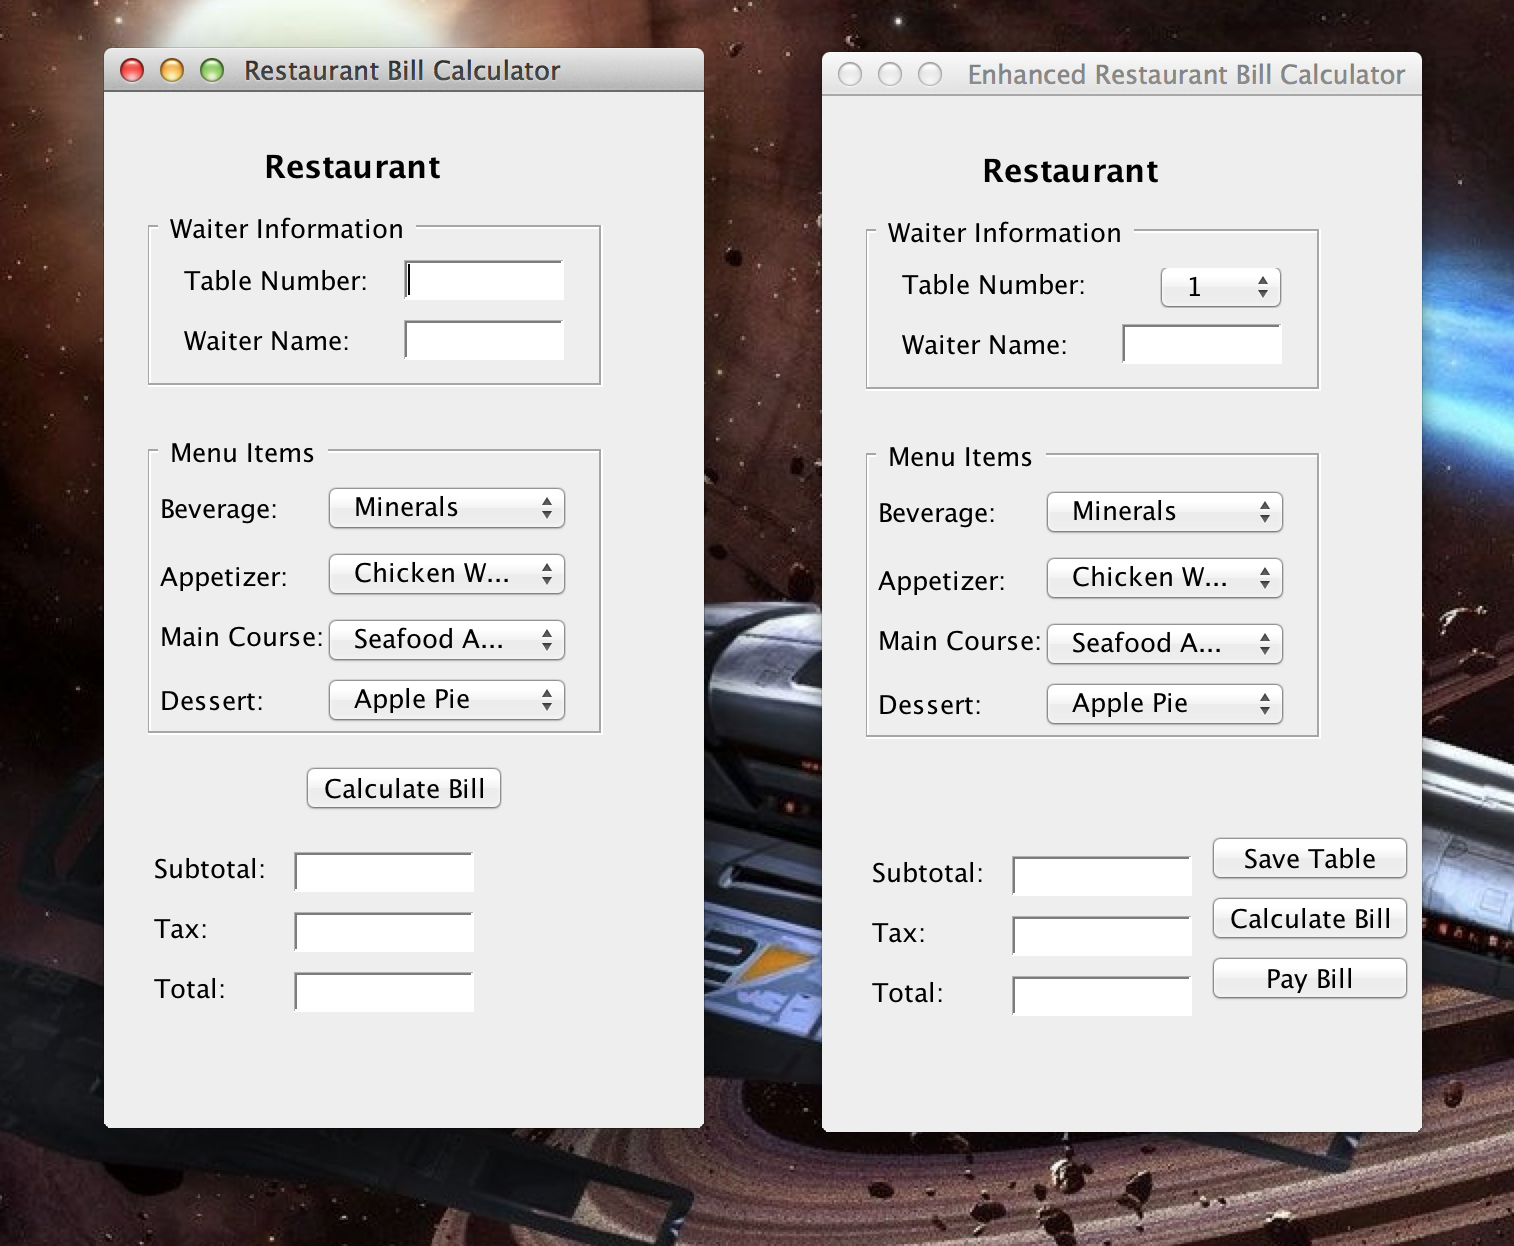 Restaurant Bill Calculator
Restaurant
Waiter Information
Table Number:
Waiter Name:
Menu Items
Beverage: Minerals
Appetizer: Chicken W...
Main Course: Seafood A...
Dessert: Apple Pie
Calculate Bill
Subtotal:
Tax:
Total:
Enhanced Restaurant Bill Calculator
Restaurant
Waiter Information
Table Number: 1
Waiter Name:
Menu Items
Beverage: Minerals
Appetizer: Chicken W...
Main Course: Seafood A...
Dessert: Apple Pie
Subtotal: Save Table
Tax: Calculate Bill
Total: Pay Bill